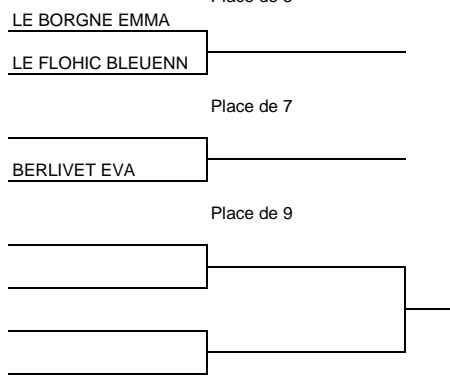 LE BORGNE EMMA
LE FLOHIC BLEUENN
Place de 7
BERLIVET EVA
Place de 9